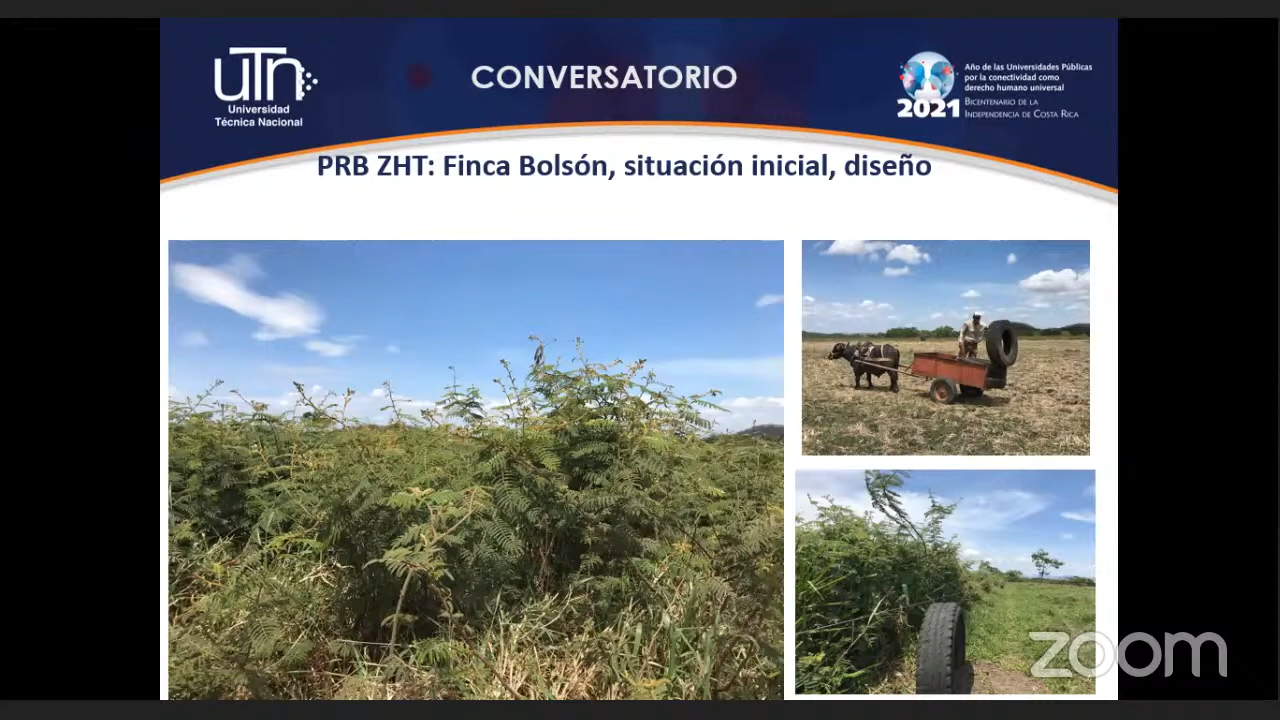 utn
Universidad
Técnica Nacional
CONVERSATORIO
2021
Año de las Universidades Públicas
por la conectividad como
derecho humano universal
Bicentenario de la
Independencia de Costa Rica
PRB ZHT: Finca Bolsón, situación inicial, diseño
zoom